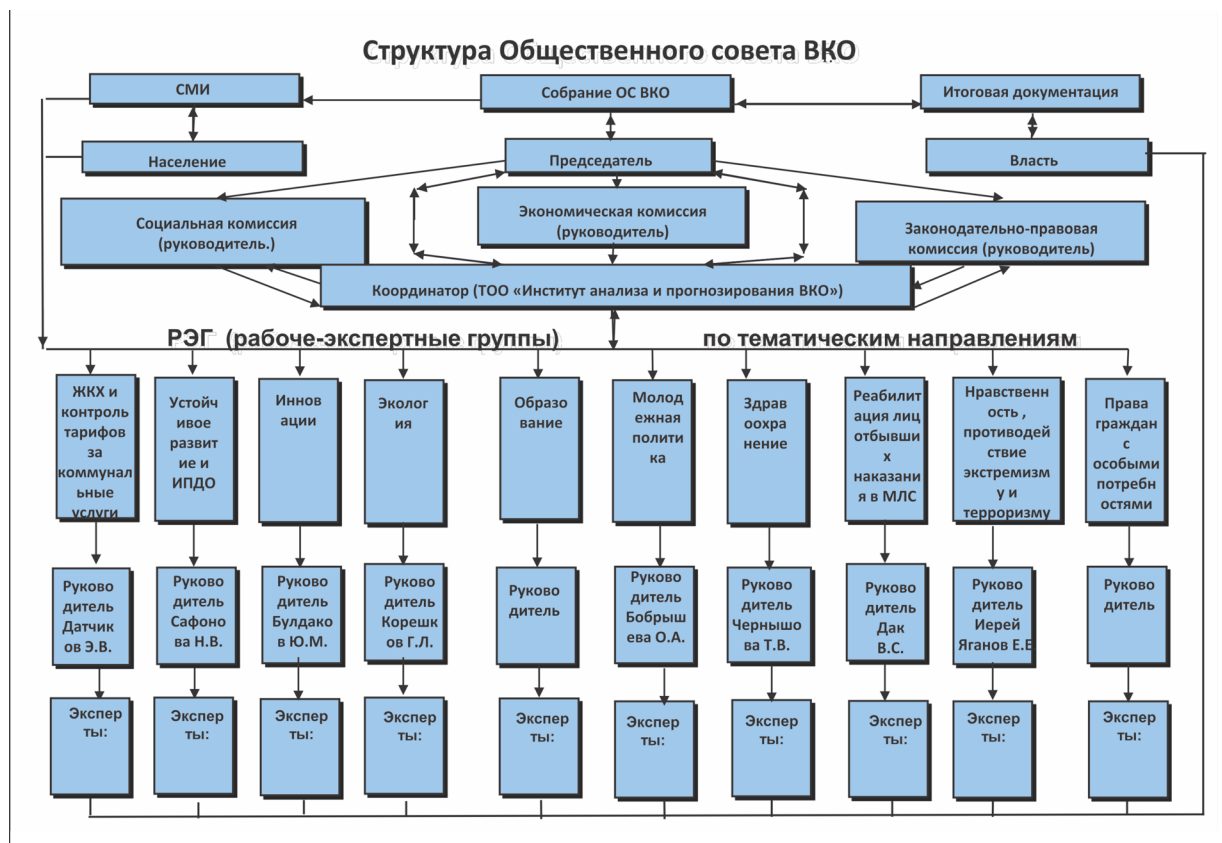 Структура Общественного совета ВКО
СМИ
Собрание ОС ВКО
Итоговая документация
Население
Председатель
Власть
Социальная комиссия
(руководитель.)
Экономическая комиссия
(руководитель)
Законодательно-правовая
комиссия (руководитель)
Координатор (ТОО «Институт анализа и прогнозирования ВКО»)
РЭГ (рабоче-экспертные группы)
по тематическим направлениям
ЖКХ и
контроль
тарифов
за
коммунал
ьные
услуги
Устойч
ивое
развит
ие и
ИПДО
Иннов
ации
Эколог
ия
Образо
вание
Молод
ежная
полити
ка
Здрав
оохра
нение
Реабилит
ация лиц
отбывши
х
наказани
я в МЛС
Нравствен
ность ,
противодей
ствие
экстремизм
у и
терроризму
Права
граждан
с
особыми
потребн
остями
Руково
дитель
Датчик
ов Э.В.
Руково
дитель
Сафоно
ва Н.В.
Руково
дитель
Булдако
в Ю.М.
Руково
дитель
Корешк
ов Г.Л.
Руково
дитель
Руково
дитель
Бобрыш
ева О.А.
Руково
дитель
Чернышо
ва Т.В.
Руково
дитель
Дак
В.С.
Руково
дитель
Иерей
Яганов Е.Е
Руково
дитель
Экспер
ты:
Экспер
ты:
Экспер
ты:
Экспер
ты:
Экспер
ты:
Экспер
ты:
Экспер
ты:
Экспер
ты:
Экспер
ты:
Экспер
ты: